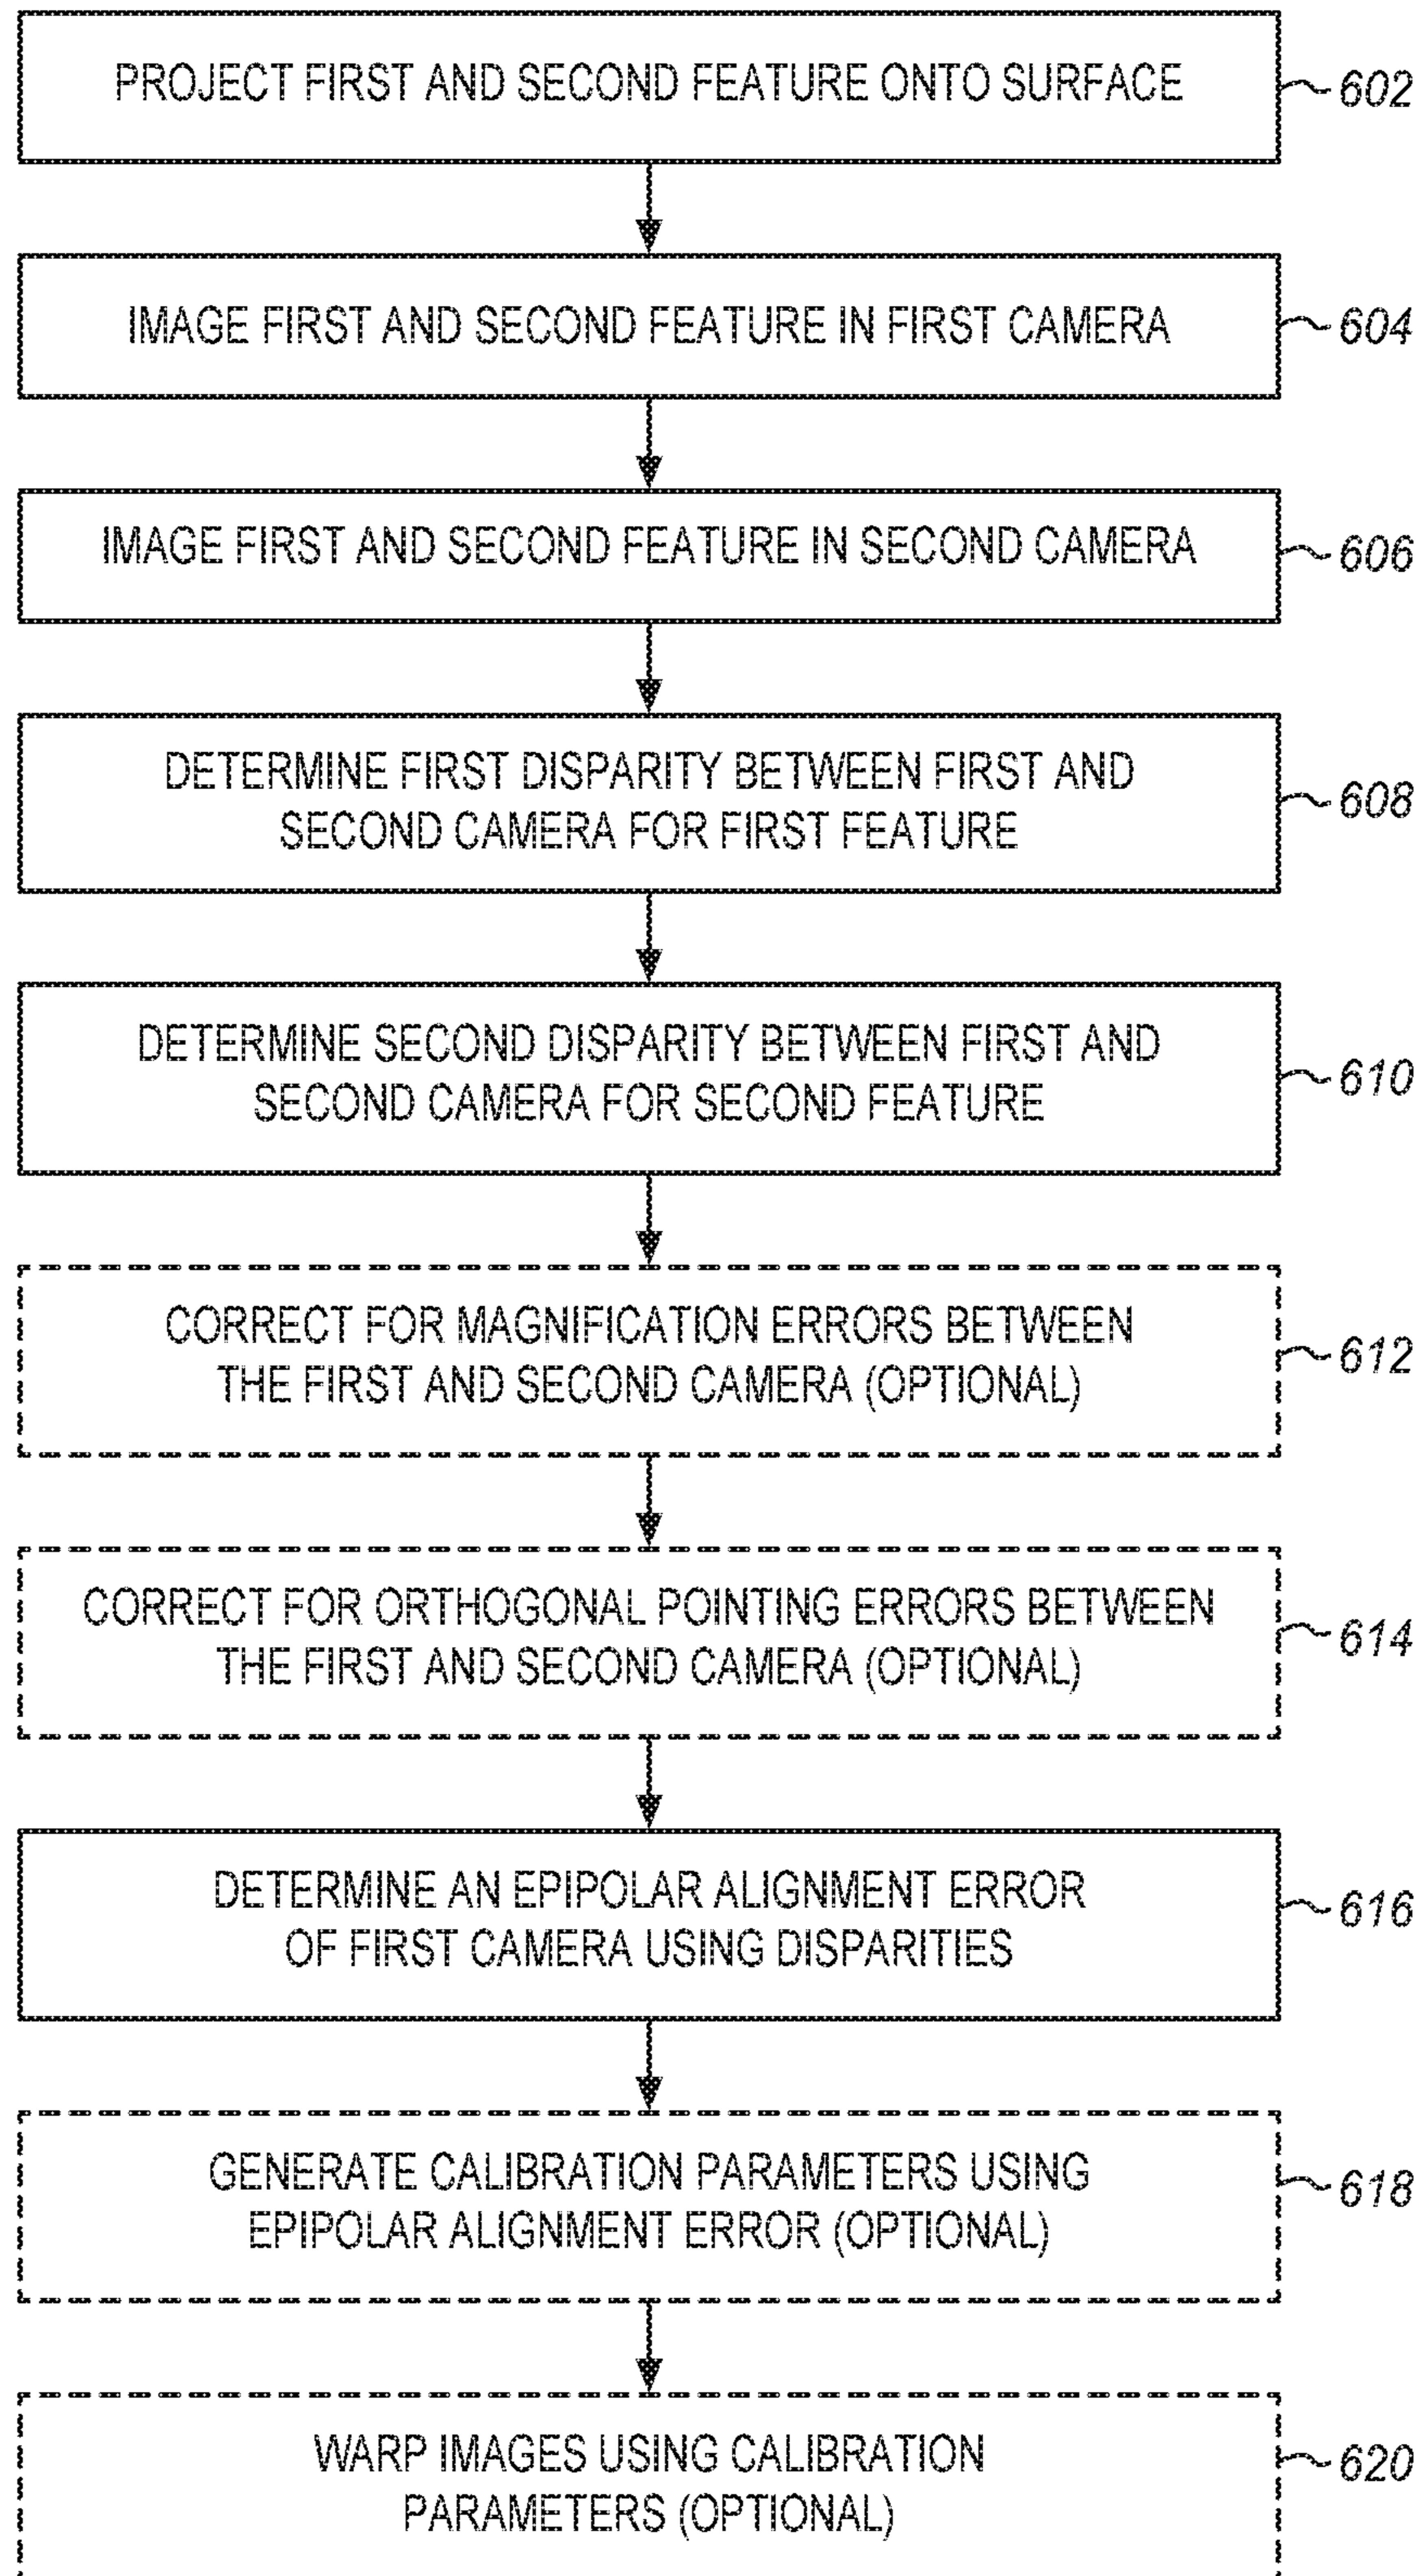 PROJECT FIRST AND SECOND FEATURE ONTO SURFACE
602
IMAGE FIRST AND SECOND FEATURE IN FIRST CAMERA
604
IMAGE FIRST AND SECOND FEATURE IN SECOND CAMERA
606
DETERMINE FIRST DISPARITY BETWEEN FIRST AND
SECOND CAMERA FOR FIRST FEATURE
608
DETERMINE SECOND DISPARITY BETWEEN FIRST AND
SECOND CAMERA FOR SECOND FEATURE
610
CORRECT FOR MAGNIFICATION ERRORS BETWEEN
THE FIRST AND SECOND CAMERA (OPTIONAL)
612
CORRECT FOR ORTHOGONAL POINTING ERRORS BETWEEN
THE FIRST AND SECOND CAMERA (OPTIONAL)
614
DETERMINE AN EPIPOLAR ALIGNMENT ERROR
OF FIRST CAMERA USING DISPARITIES
616
GENERATE CALIBRATION PARAMETERS USING
EPIPOLAR ALIGNMENT ERROR (OPTIONAL)
618
WARP IMAGES USING CALIBRATION
PARAMETERS (OPTIONAL)
620